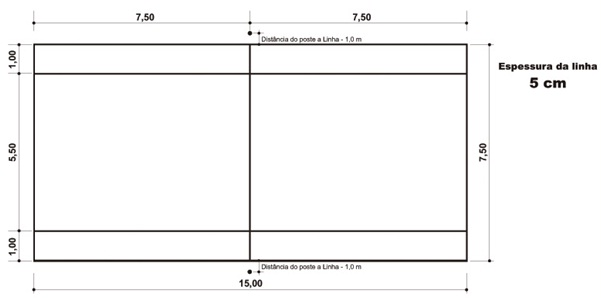 7,50
7,50
Distância do poste a Linha - 1,0 m
1,00
5,50
1,00
7,50
Espessura da linha
5 cm
Distância do poste a Linha - 1,0 m
15,00